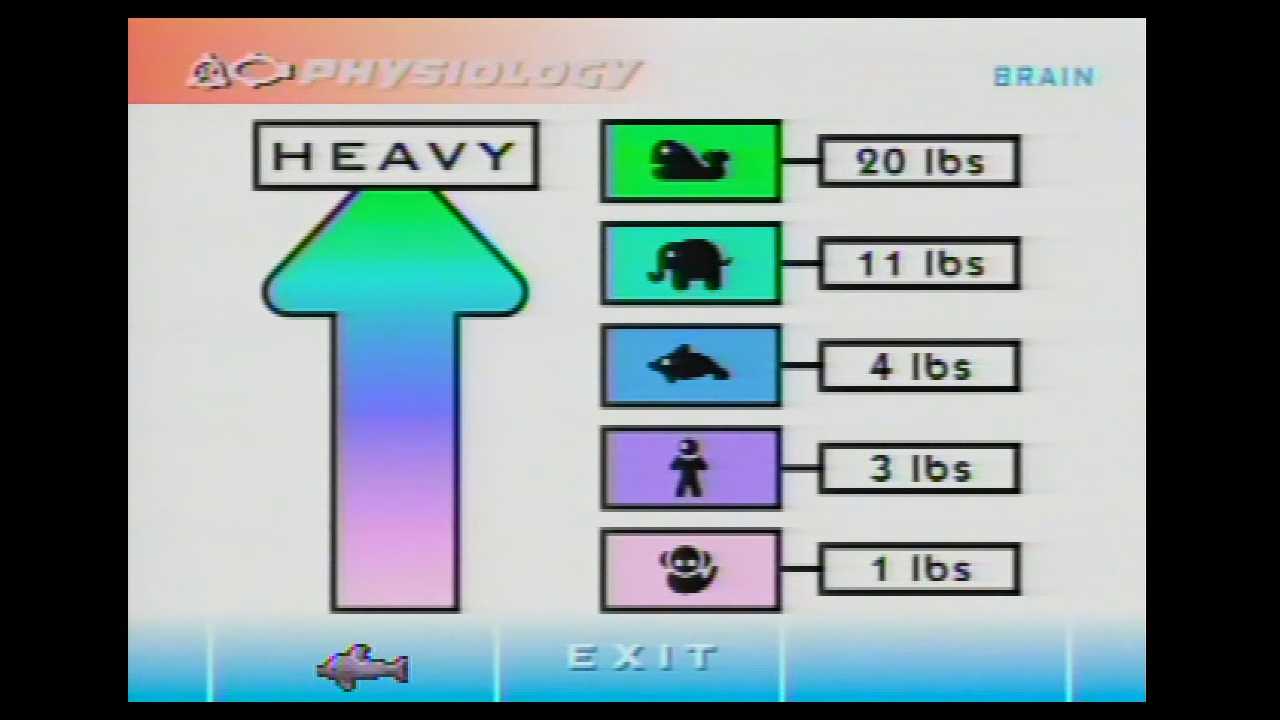 PHYSIOLOGY
BRAIN
HEAVY
20 lbs
11 lbs
4 lbs
3 lbs
1 lbs
EXIT